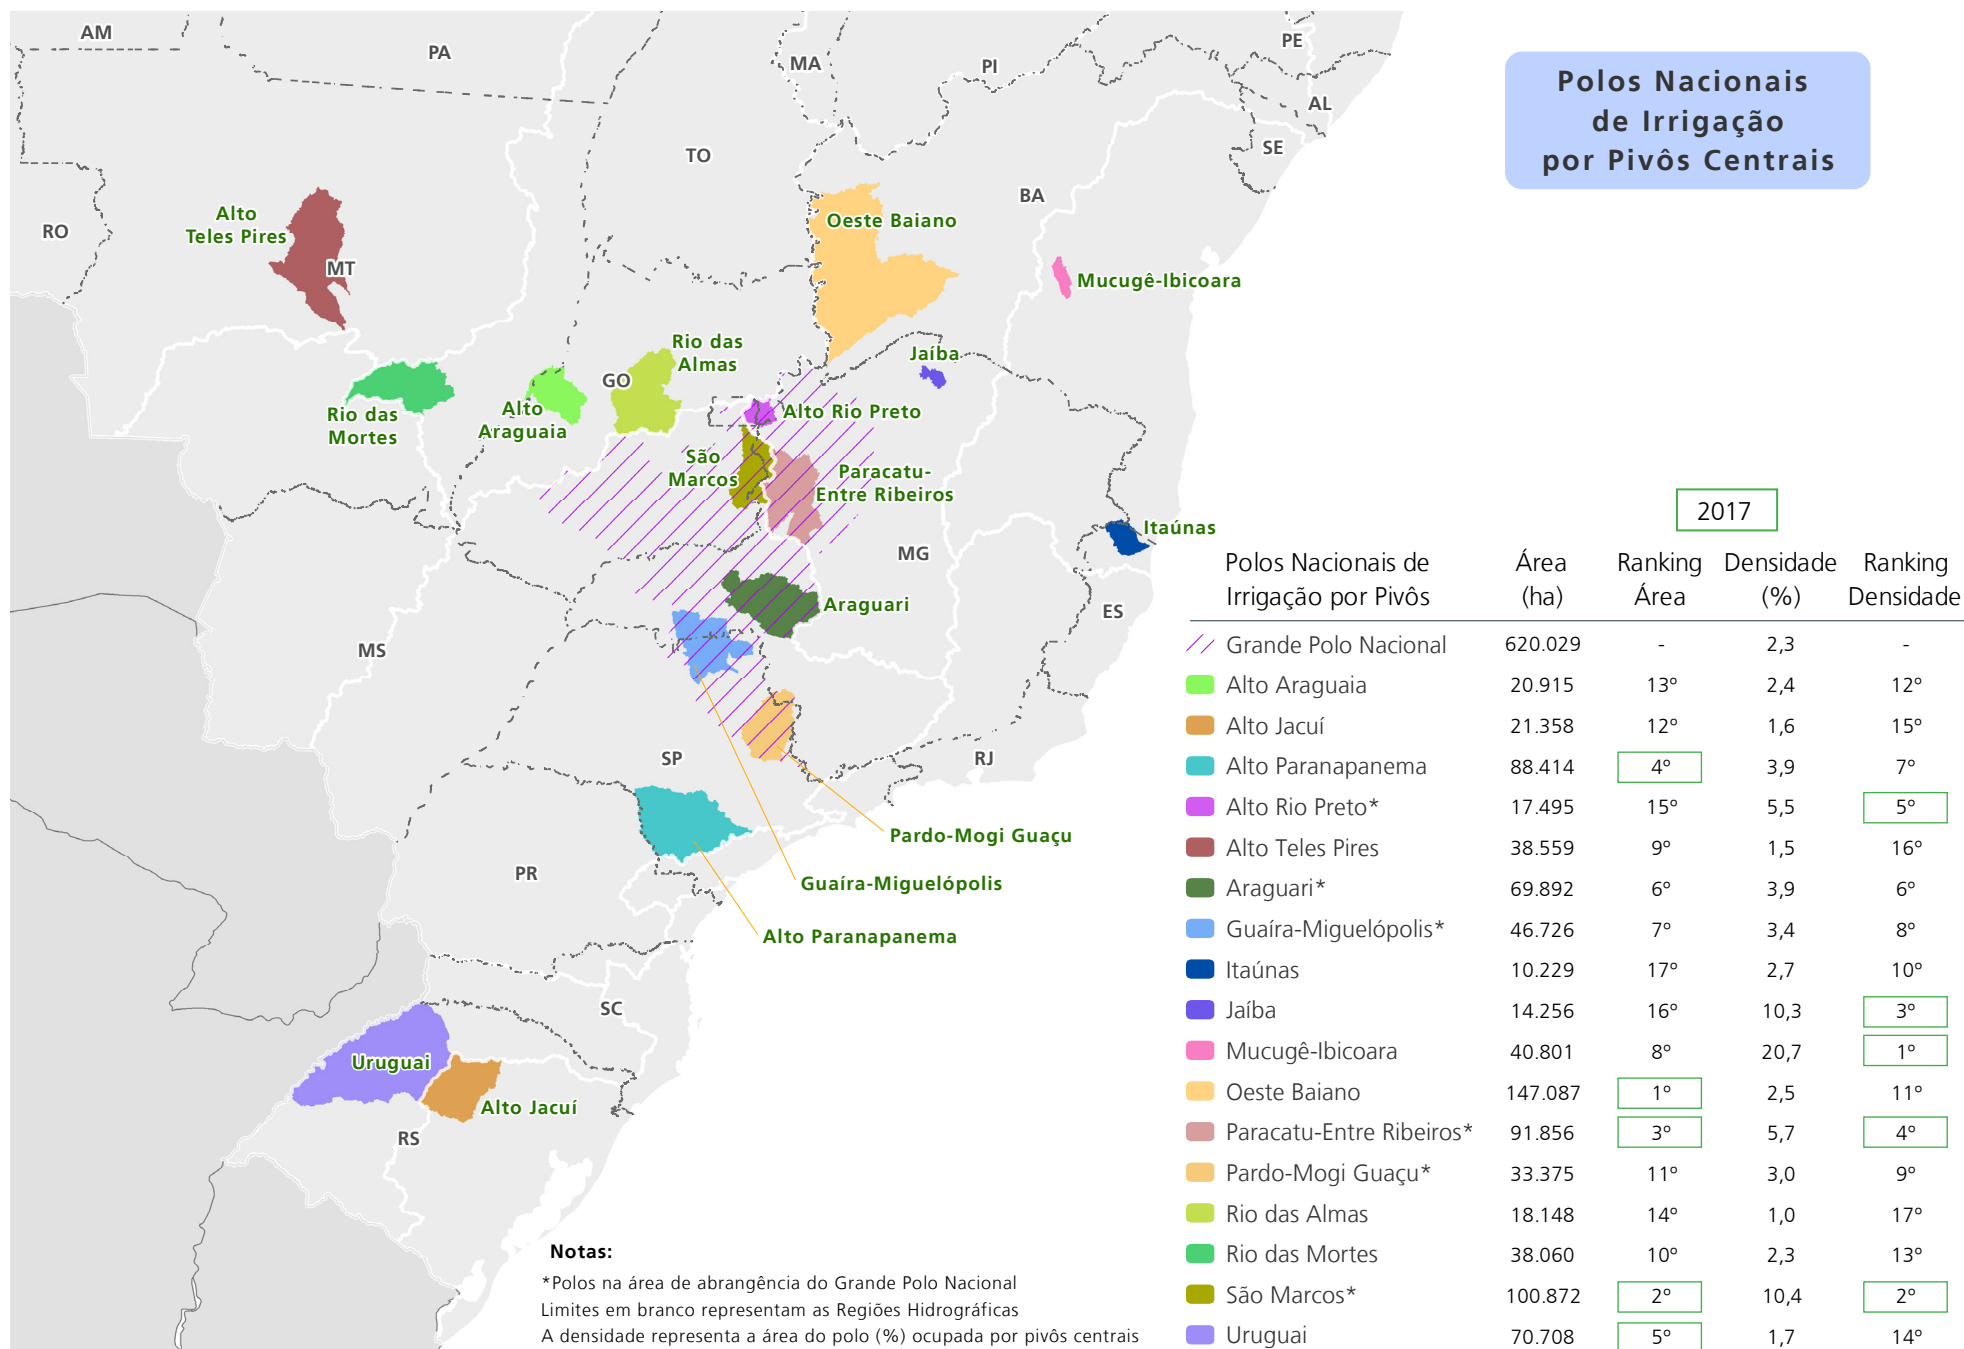 AM
PA
MA
PI
PE
AL
SE
TO
BA
RO
MT
GO
MG
ES
MS
SP
RJ
PR
SC
RS
Polos Nacionais
de Irrigação
por Pivôs Centrais
Alto
Teles Pires
Oeste Baiano
Mucugê-Ibicoara
Rio das
Almas
Jaíba
Rio das
Mortes
Alto
Araguaia
Alto Rio Preto
São
Marcos
Paracatu-
Entre Ribeiros
Itaúnas
Araguari
Pardo-Mogi Guaçu
Guaíra-Miguelópolis
Alto Paranapanema
Uruguai
Alto Jacuí
2017
Polos Nacionais de Irrigação por Pivôs Área (ha) Ranking Área Densidade (%) Ranking Densidade
Grande Polo Nacional 620.029 - 2,3 -
Alto Araguaia 20.915 13º 2,4 12º
Alto Jacuí 21.358 12º 1,6 15º
Alto Paranapanema 88.414 4º 3,9 7º
Alto Rio Preto* 17.495 15º 5,5 5º
Alto Teles Pires 38.559 9º 1,5 16º
Araguari* 69.892 6º 3,9 6º
Guaíra-Miguelópolis* 46.726 7º 3,4 8º
Itaúnas 10.229 17º 2,7 10º
Jaíba 14.256 16º 10,3 3º
Mucugê-Ibicoara 40.801 8º 20,7 1º
Oeste Baiano 147.087 1º 2,5 11º
Paracatu-Entre Ribeiros* 91.856 3º 5,7 4º
Pardo-Mogi Guaçu* 33.375 11º 3,0 9º
Rio das Almas 18.148 14º 1,0 17º
Rio das Mortes 38.060 10º 2,3 13º
São Marcos* 100.872 2º 10,4 2º
Uruguai 70.708 5º 1,7 14º
Notas:
*Polos na área de abrangência do Grande Polo Nacional
Limites em branco representam as Regiões Hidrográficas
A densidade representa a área do polo (%) ocupada por pivôs centrais